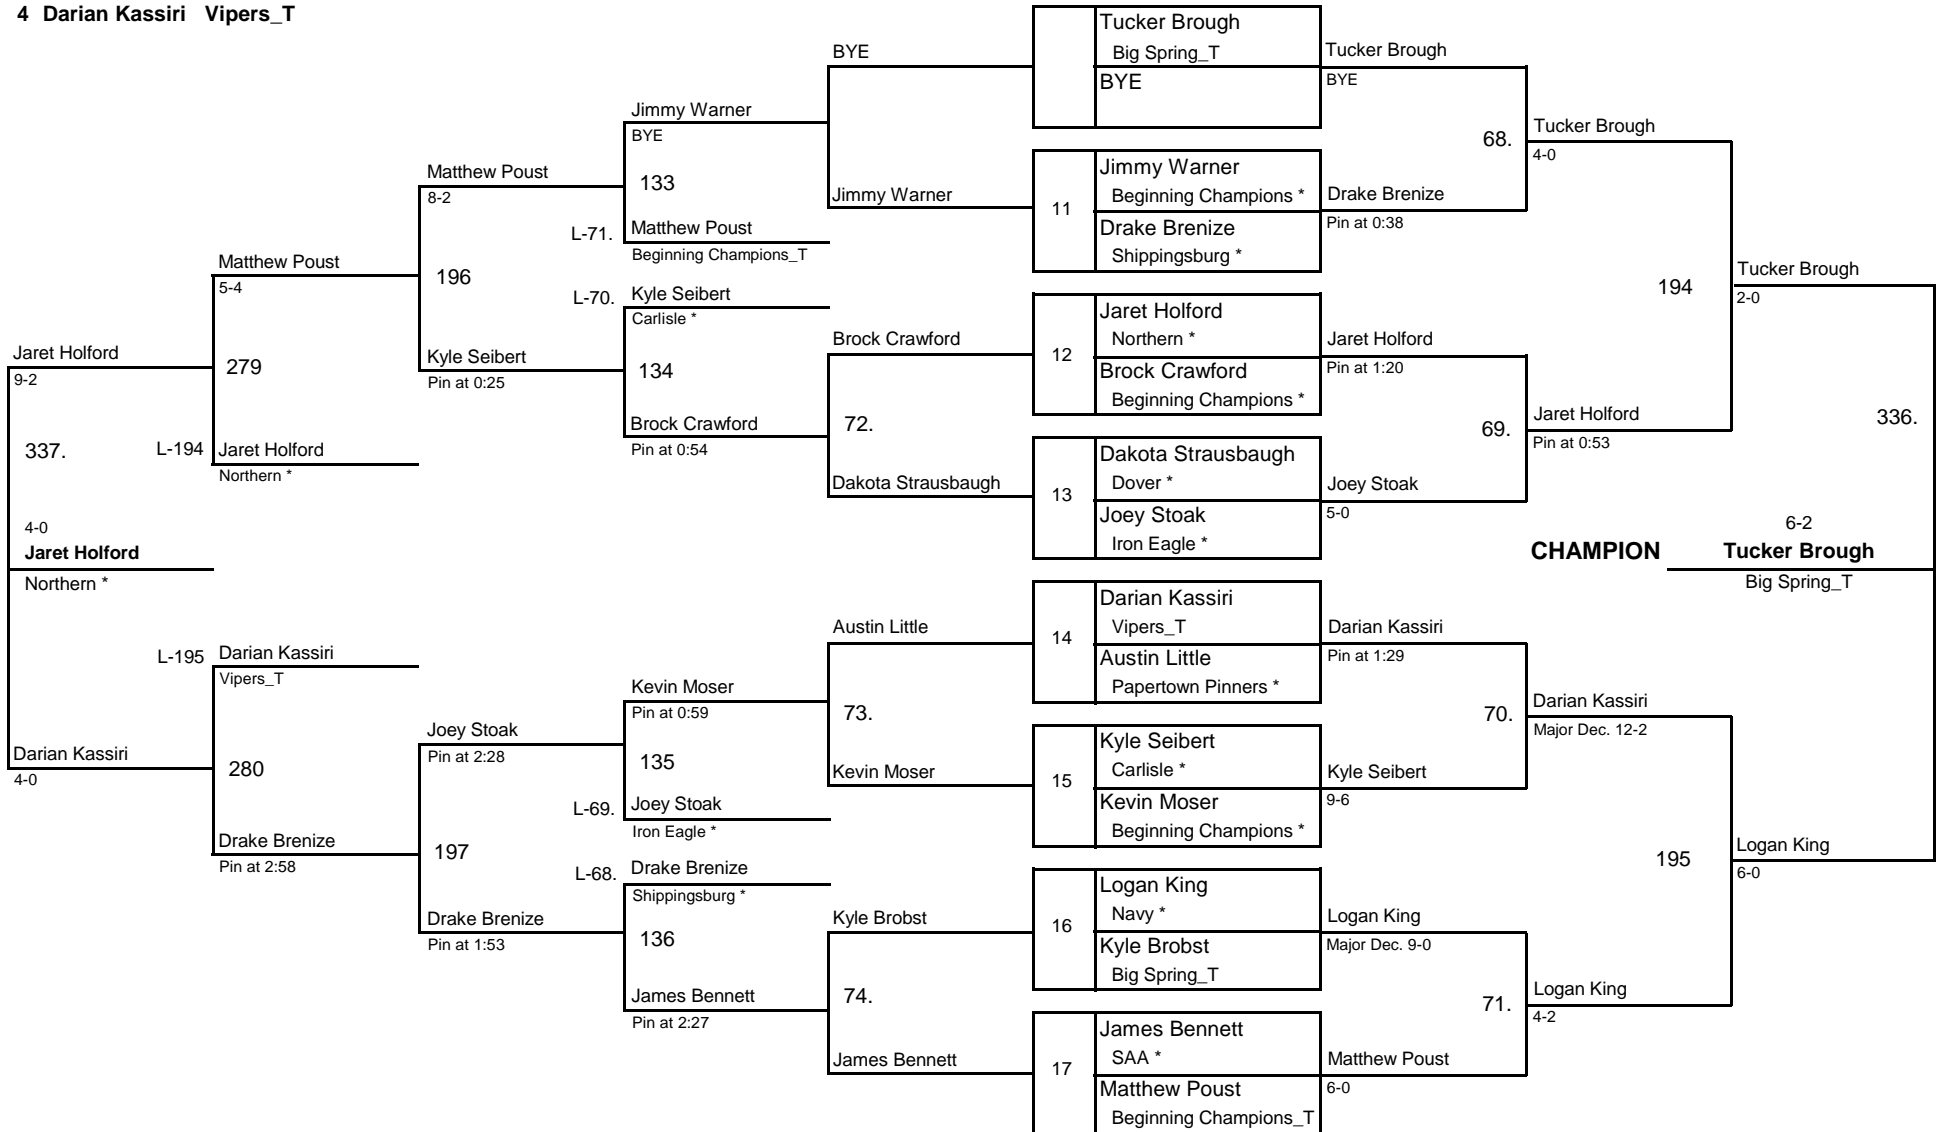 4 Darian Kassiri Vipers_T
Tucker Brough
Big Spring_T
BYE
BYE
Tucker Brough
BYE
Jimmy Warner
BYE
68.
Tucker Brough
4-0
Jimmy Warner
Beginning Champions *
Matthew Poust
8-2
133
Jimmy Warner
11
Drake Brenize
Pin at 0:38
L-71.
Matthew Poust
Beginning Champions_T
Drake Brenize
Shippingsburg *
Matthew Poust
5-4
196
Tucker Brough
2-0
194
L-70.
Kyle Seibert
Carlisle *
Jaret Holford
Northern *
Jaret Holford
9-2
279
Kyle Seibert
Pin at 0:25
134
Brock Crawford
12
Jaret Holford
Pin at 1:20
Brock Crawford
Beginning Champions *
Brock Crawford
Pin at 0:54
72.
69.
Jaret Holford
Pin at 0:53
336.
337.
L-194
Jaret Holford
Northern *
Dakota Strausbaugh
13
Dakota Strausbaugh
Dover *
Joey Stoak
5-0
Joey Stoak
Iron Eagle *
4-0
Jaret Holford
Northern *
6-2
CHAMPION
Tucker Brough
Big Spring_T
Darian Kassiri
Vipers_T
Austin Little
14
Darian Kassiri
Pin at 1:29
L-195
Darian Kassiri
Vipers_T
Austin Little
Papertown Pinners *
Kevin Moser
Pin at 0:59
73.
70.
Darian Kassiri
Major Dec. 12-2
Joey Stoak
Pin at 2:28
135
Kyle Seibert
Carlisle *
Darian Kassiri
4-0
280
Kevin Moser
15
Kyle Seibert
9-6
L-69.
Joey Stoak
Iron Eagle *
Kevin Moser
Beginning Champions *
Drake Brenize
Pin at 2:58
197
195
Logan King
6-0
L-68.
Drake Brenize
Shippingsburg *
Logan King
Navy *
Drake Brenize
Pin at 1:53
136
Kyle Brobst
16
Logan King
Major Dec. 9-0
Kyle Brobst
Big Spring_T
James Bennett
Pin at 2:27
74.
71.
Logan King
4-2
James Bennett
17
James Bennett
SAA *
Matthew Poust
6-0
Matthew Poust
Beginning Champions_T